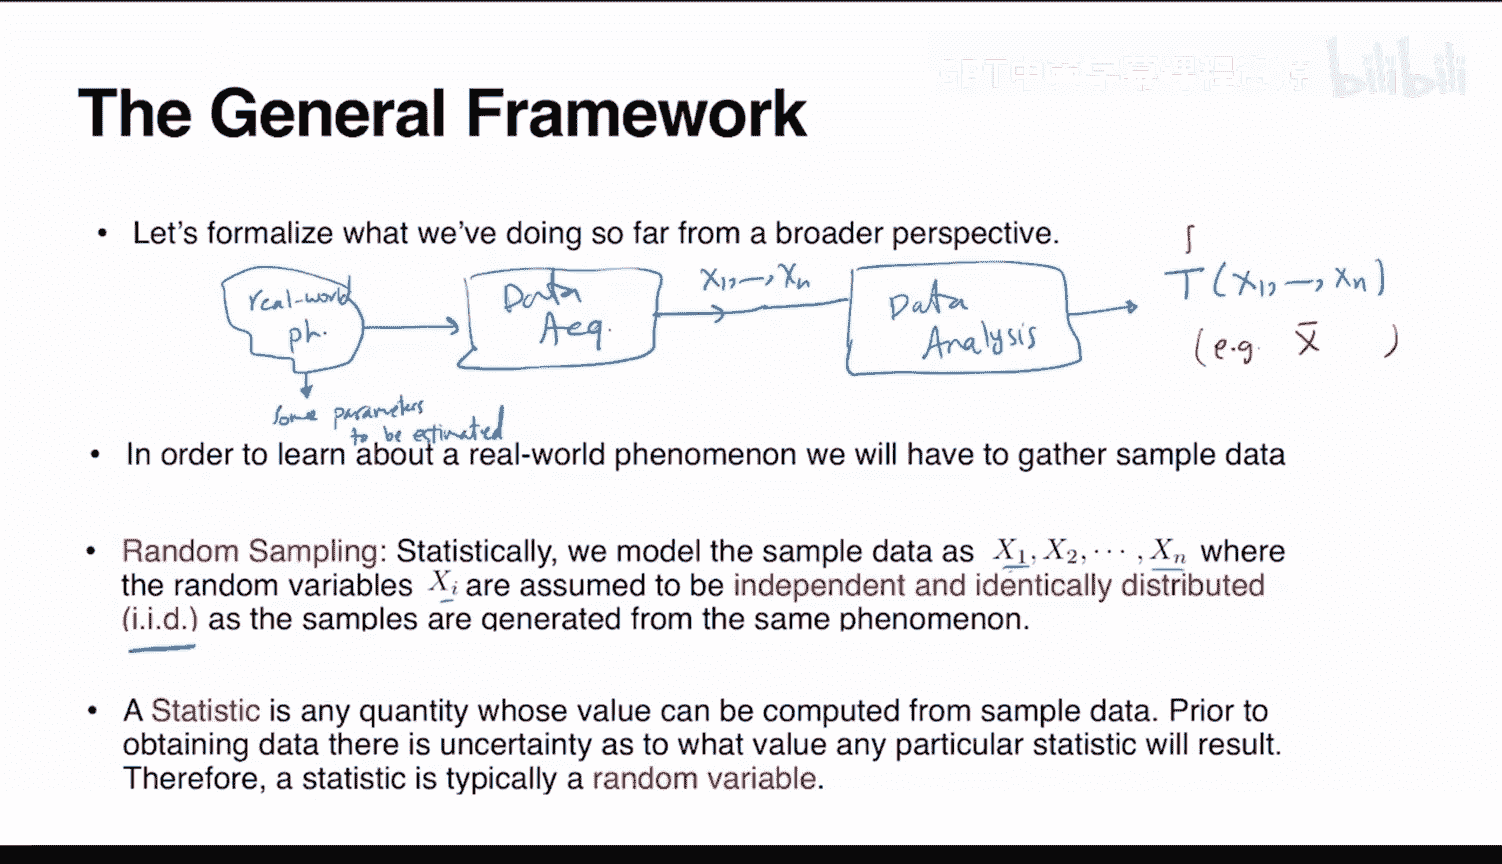 bilibili
The General Framework
• Let's formalize what we've doing so far from a broader perspective.
real-world
ph.
Data
Acq.
X₁, —, Xₙ
Data
Analysis
T(X₁, —, Xₙ)
(e.g. X̄ )
some parameters
to be estimated
• In order to learn about a real-world phenomenon we will have to gather sample data
• Random Sampling: Statistically, we model the sample data as X₁, X₂, ⋯ , Xₙ where
the random variables Xᵢ are assumed to be independent and identically distributed
(i.i.d.) as the samples are generated from the same phenomenon.
• A Statistic is any quantity whose value can be computed from sample data. Prior to
obtaining data there is uncertainty as to what value any particular statistic will result.
Therefore, a statistic is typically a random variable.